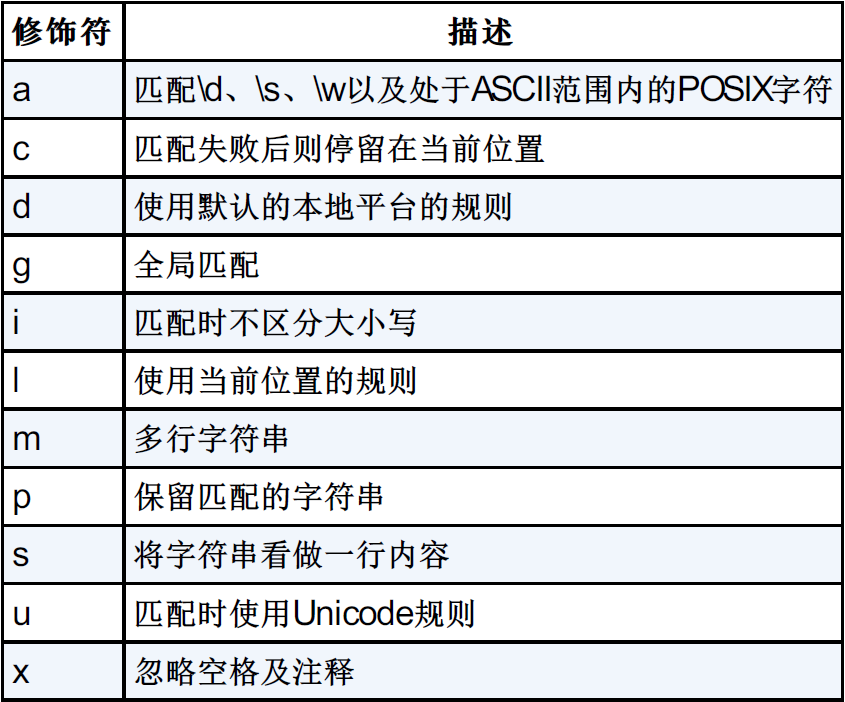 修饰符 描述
a 匹配\d、\s、\w以及处于ASCII范围内的POSIX字符
c 匹配失败后则停留在当前位置
d 使用默认的本地平台的规则
g 全局匹配
i 匹配时不区分大小写
l 使用当前位置的规则
m 多行字符串
p 保留匹配的字符串
s 将字符串看做一行内容
u 匹配时使用Unicode规则
x 忽略空格及注释